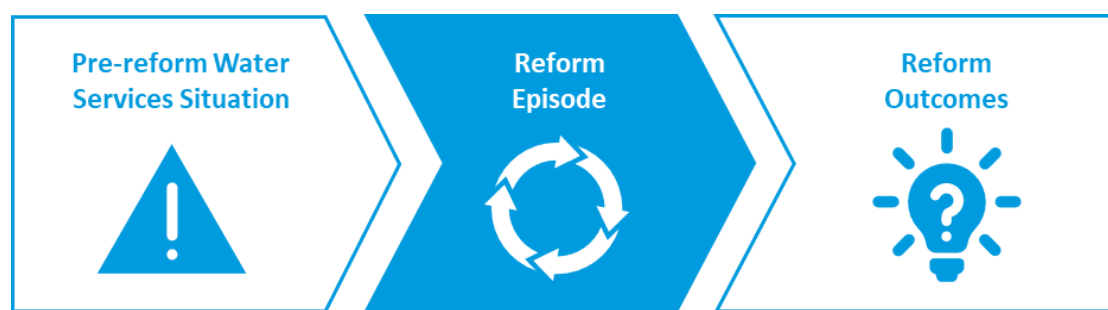 Pre-reform Water
Services Situation
Reform
Episode
Reform
Outcomes